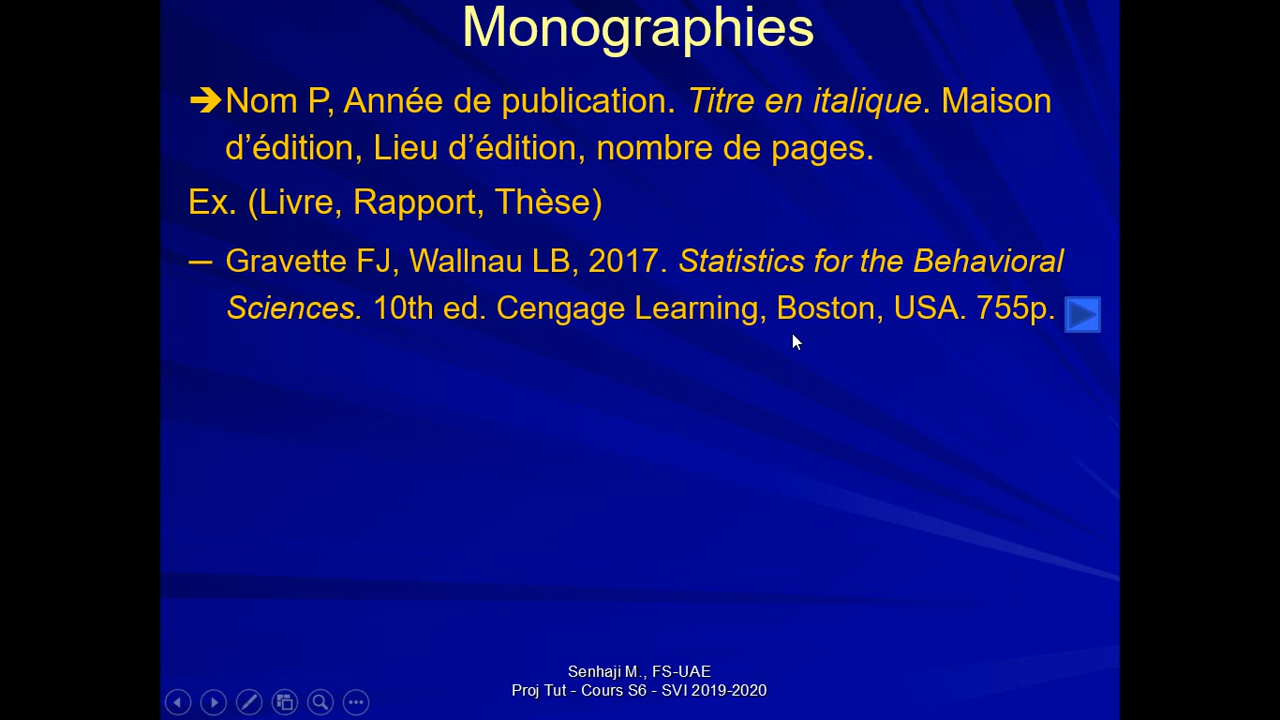 Monographies
➔Nom P, Année de publication. Titre en italique. Maison
d’édition, Lieu d’édition, nombre de pages.
Ex. (Livre, Rapport, Thèse)
– Gravette FJ, Wallnau LB, 2017. Statistics for the Behavioral
Sciences. 10th ed. Cengage Learning, Boston, USA. 755p.
Senhaji M., FS-UAE
Proj Tut - Cours S6 - SVI 2019-2020